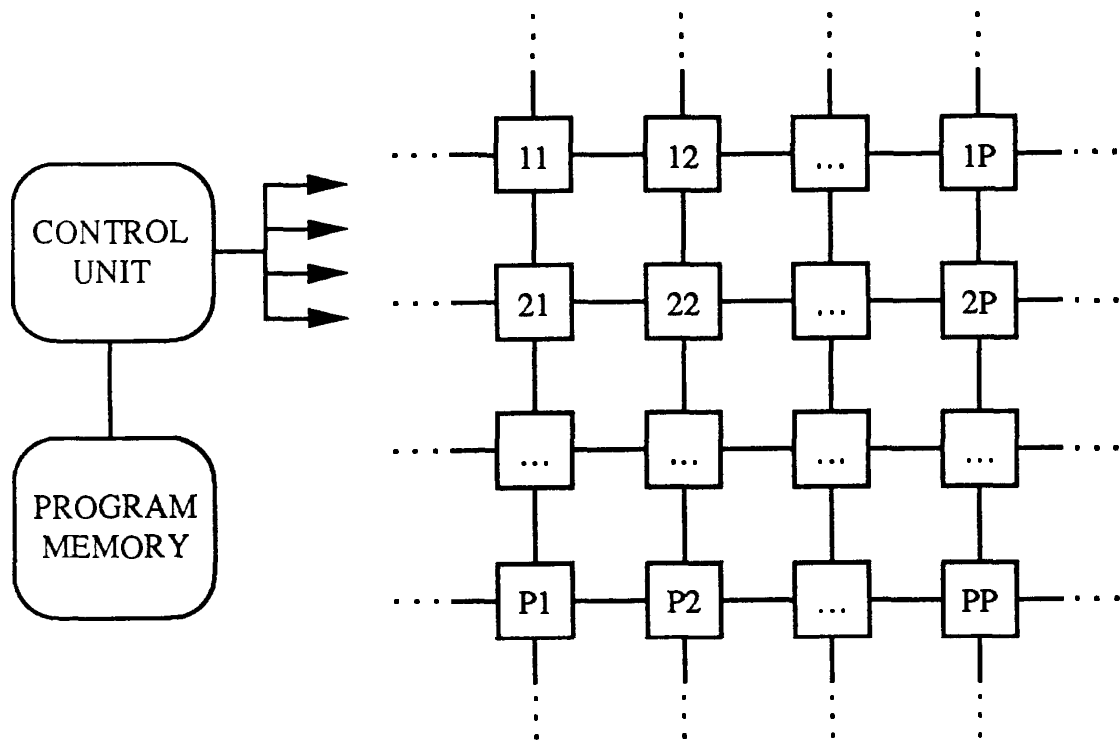 11 12 ... 1P
CONTROL
UNIT
21 22 ... 2P
... ... ... ...
PROGRAM
MEMORY
P1 P2 ... PP